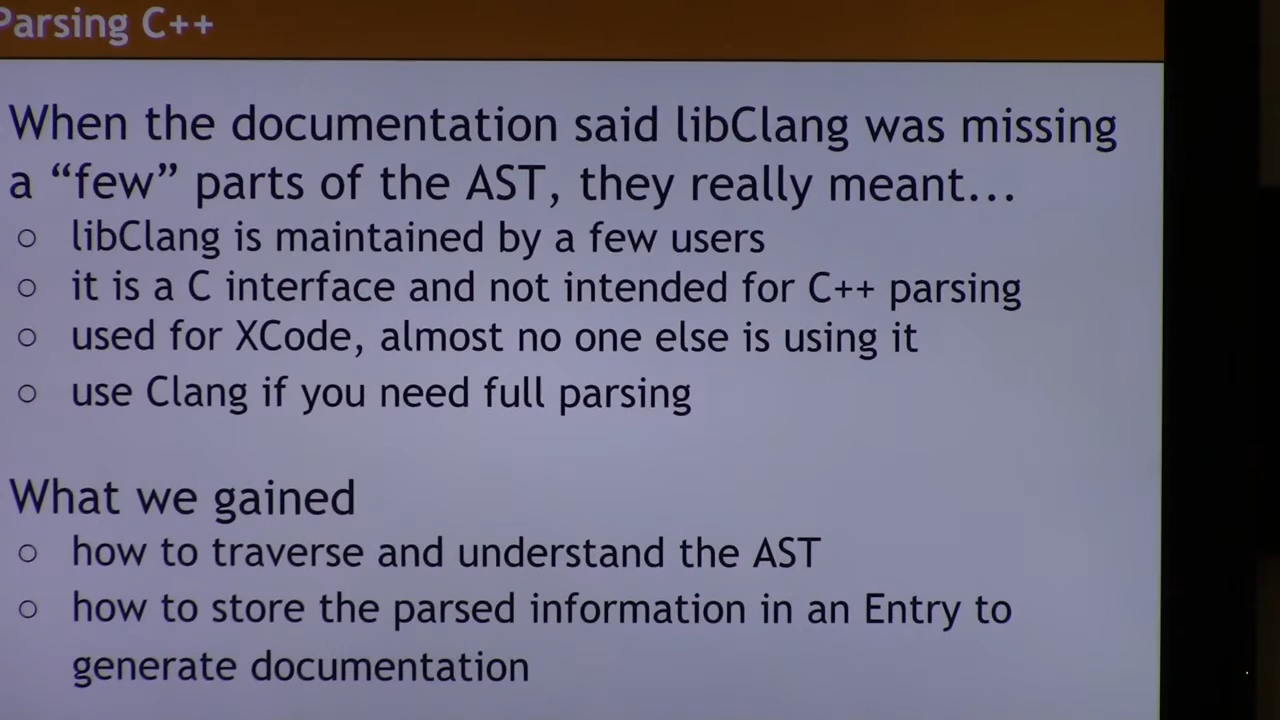 Parsing C++
When the documentation said libClang was missing
a “few” parts of the AST, they really meant...
○ libClang is maintained by a few users
○ it is a C interface and not intended for C++ parsing
○ used for XCode, almost no one else is using it
○ use Clang if you need full parsing
What we gained
○ how to traverse and understand the AST
○ how to store the parsed information in an Entry to
generate documentation